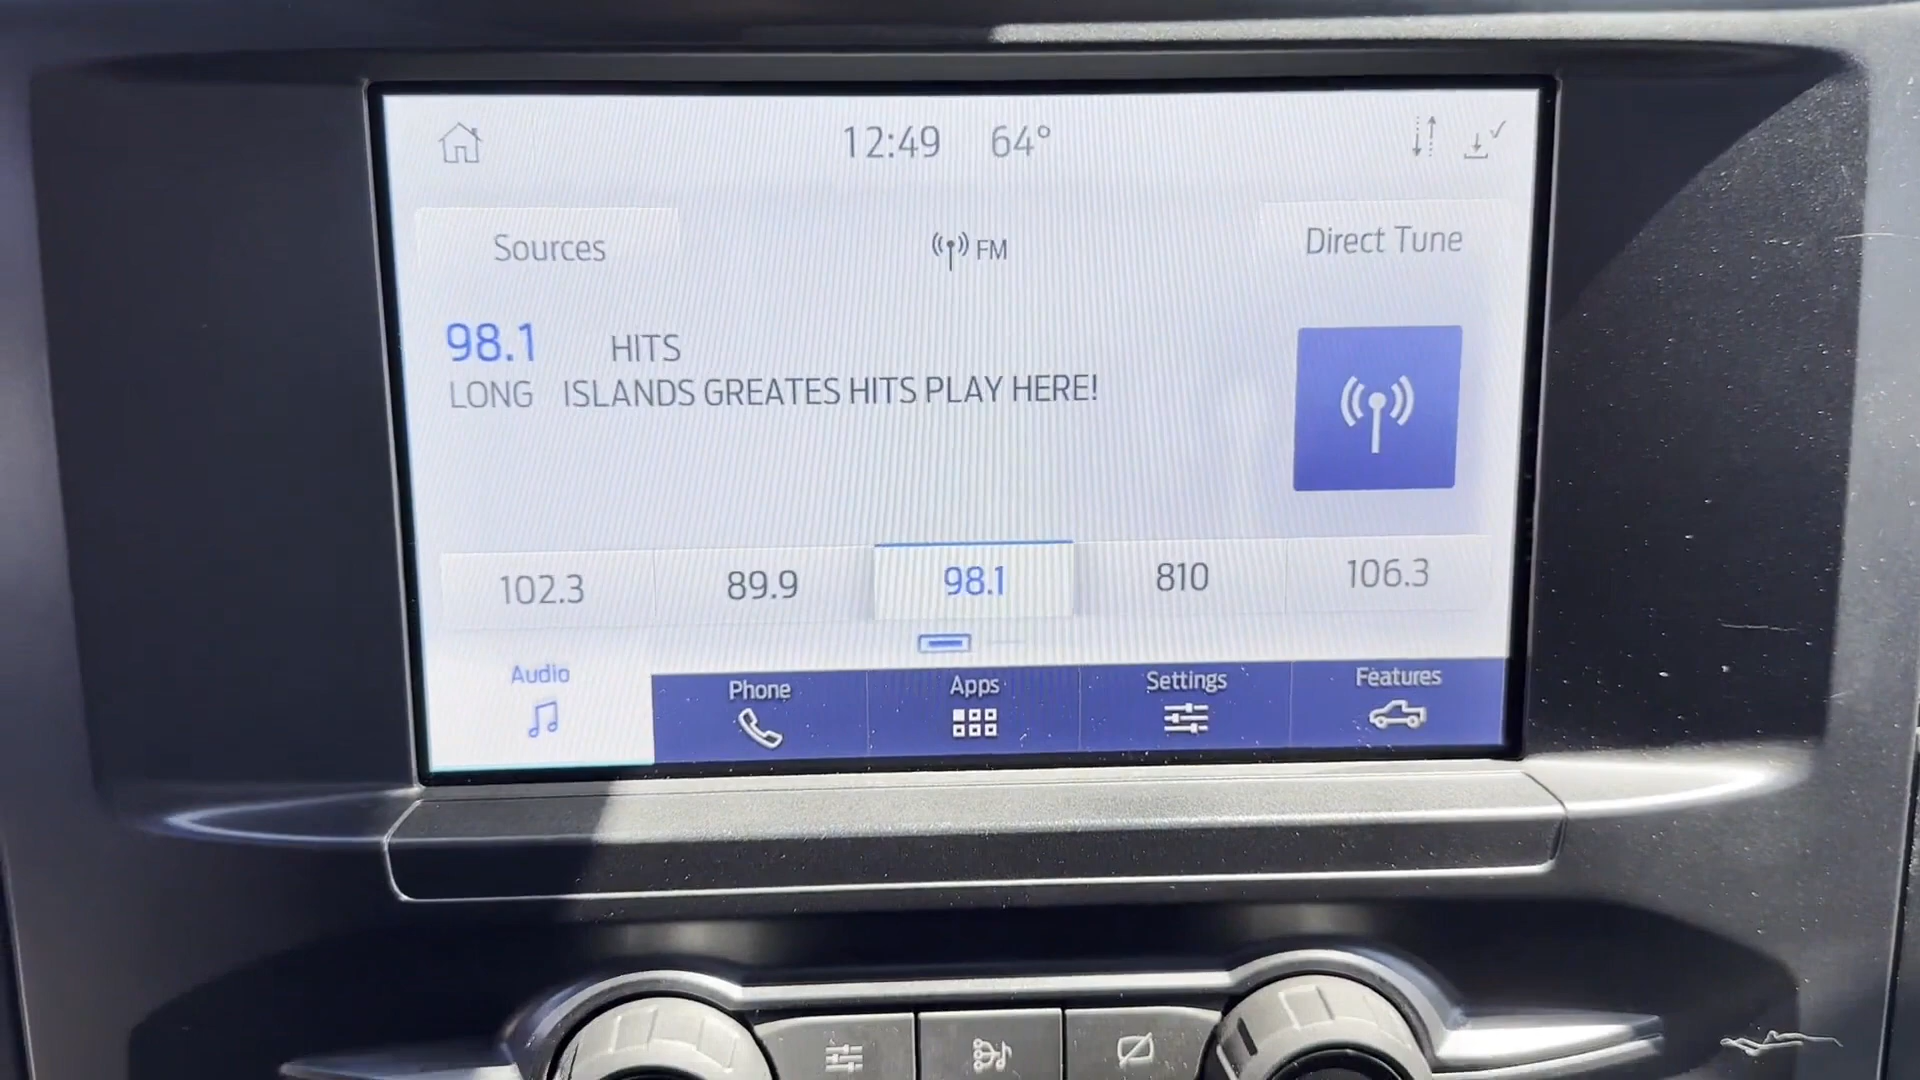 12:49 64°
Sources
FM
Direct Tune
98.1 HITS
LONG ISLANDS GREATES HITS PLAY HERE!
102.3 89.9 98.1 810 106.3
Audio Phone Apps Settings Features